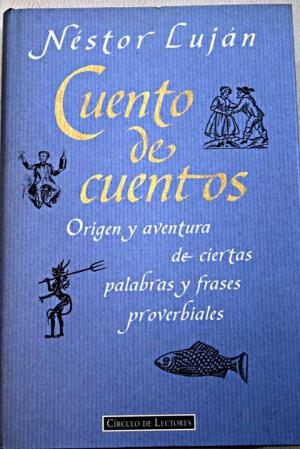 Néstor Luján
Cuento
de
cuentos
Origen y aventura
de ciertas
palabras y frases
proverbiales
CÍRCULO DE LECTORES